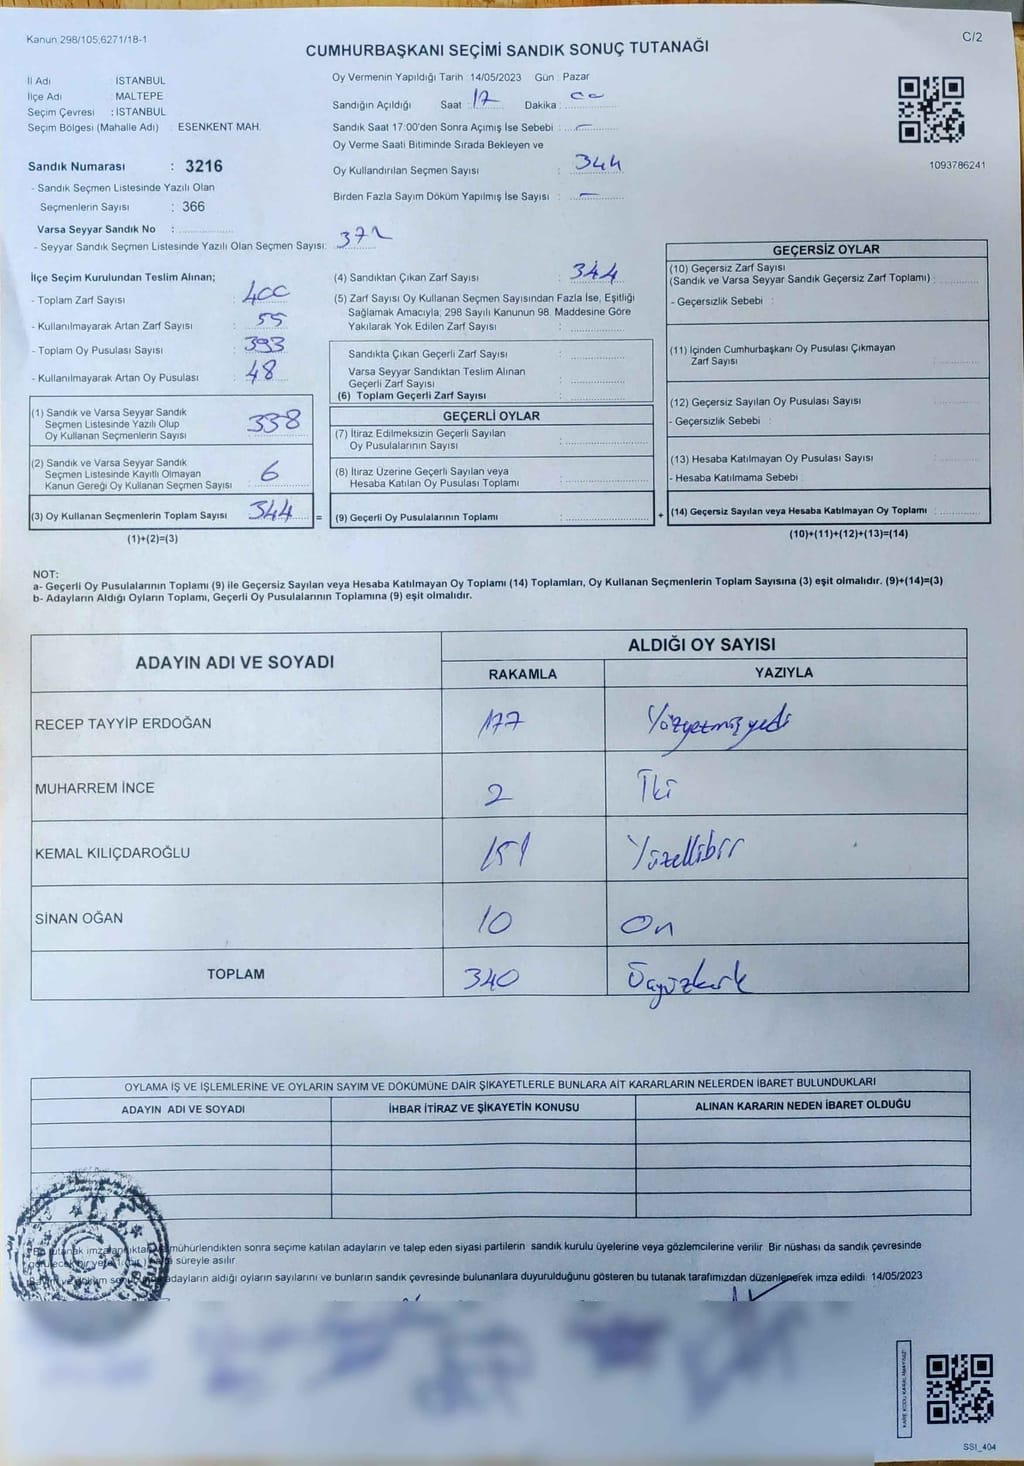 Kanun 298/105,6271/18-1
C/2
CUMHURBAŞKANI SEÇİMİ SANDIK SONUÇ TUTANAĞI
İl Adı : İSTANBUL
İlçe Adı : MALTEPE
Seçim Çevresi : İSTANBUL
Seçim Bölgesi (Mahalle Adı) : ESENKENT MAH.
Sandık Numarası : 3216
- Sandık Seçmen Listesinde Yazılı Olan
Seçmenlerin Sayısı : 366
Varsa Seyyar Sandık No :
- Seyyar Sandık Seçmen Listesinde Yazılı Olan Seçmen Sayısı: 372
Oy Vermenin Yapıldığı Tarih : 14/05/2023 Gün : Pazar
Sandığın Açıldığı Saat : 17 Dakika : 00
Sandık Saat 17:00'den Sonra Açımış İse Sebebi : -
Oy Verme Saati Bitiminde Sırada Bekleyen ve
Oy Kullandırılan Seçmen Sayısı : 344
Birden Fazla Sayım Döküm Yapılmış İse Sayısı : -
1093786241
İlçe Seçim Kurulundan Teslim Alınan;
- Toplam Zarf Sayısı : 400
- Kullanılmayarak Artan Zarf Sayısı : 55
- Toplam Oy Pusulası Sayısı : 393
- Kullanılmayarak Artan Oy Pusulası : 48
(1) Sandık ve Varsa Seyyar Sandık
Seçmen Listesinde Yazılı Olup
Oy Kullanan Seçmenlerin Sayısı : 338
(2) Sandık ve Varsa Seyyar Sandık
Seçmen Listesinde Kayıtlı Olmayan
Kanun Gereği Oy Kullanan Seçmen Sayısı : 6
(3) Oy Kullanan Seçmenlerin Toplam Sayısı : 344 =
(1)+(2)=(3)
(4) Sandıktan Çıkan Zarf Sayısı : 344
(5) Zarf Sayısı Oy Kullanan Seçmen Sayısından Fazla İse, Eşitliği
Sağlamak Amacıyla, 298 Sayılı Kanunun 98. Maddesine Göre
Yakılarak Yok Edilen Zarf Sayısı :
Sandıkta Çıkan Geçerli Zarf Sayısı :
Varsa Seyyar Sandıktan Teslim Alınan
Geçerli Zarf Sayısı :
(6) Toplam Geçerli Zarf Sayısı :
GEÇERLİ OYLAR
(7) İtiraz Edilmeksizin Geçerli Sayılan
Oy Pusulalarının Sayısı :
(8) İtiraz Üzerine Geçerli Sayılan veya
Hesaba Katılan Oy Pusulası Toplamı :
(9) Geçerli Oy Pusulalarının Toplamı : +
GEÇERSİZ OYLAR
(10) Geçersiz Zarf Sayısı
(Sandık ve Varsa Seyyar Sandık Geçersiz Zarf Toplamı) :
- Geçersizlik Sebebi :
(11) İçinden Cumhurbaşkanı Oy Pusulası Çıkmayan
Zarf Sayısı :
(12) Geçersiz Sayılan Oy Pusulası Sayısı :
- Geçersizlik Sebebi :
(13) Hesaba Katılmayan Oy Pusulası Sayısı :
- Hesaba Katılmama Sebebi :
(14) Geçersiz Sayılan veya Hesaba Katılmayan Oy Toplamı :
(10)+(11)+(12)+(13)=(14)
NOT:
a- Geçerli Oy Pusulalarının Toplamı (9) ile Geçersiz Sayılan veya Hesaba Katılmayan Oy Toplamı (14) Toplamları, Oy Kullanan Seçmenlerin Toplam Sayısına (3) eşit olmalıdır. (9)+(14)=(3)
b- Adayların Aldığı Oyların Toplamı, Geçerli Oy Pusulalarının Toplamına (9) eşit olmalıdır.
ADAYIN ADI VE SOYADI
ALDIĞI OY SAYISI
RAKAMLA YAZIYLA
RECEP TAYYİP ERDOĞAN 177 Yüzyetmişyedi
MUHARREM İNCE 2 İki
KEMAL KILIÇDAROĞLU 151 Yüzellibir
SİNAN OĞAN 10 On
TOPLAM 340 Üçyüzkırk
OYLAMA İŞ VE İŞLEMLERİNE VE OYLARIN SAYIM VE DÖKÜMÜNE DAİR ŞİKAYETLERLE BUNLARA AİT KARARLARIN NELERDEN İBARET BULUNDUKLARI
ADAYIN ADI VE SOYADI İHBAR İTİRAZ VE ŞİKAYETİN KONUSU ALINAN KARARIN NEDEN İBARET OLDUĞU
mühürlendikten sonra seçime katılan adayların ve talep eden siyasi partilerin sandık kurulu üyelerine veya gözlemcilerine verilir. Bir nüshası da sandık çevresinde
süreyle asılır.
adayların aldığı oyların sayılarını ve bunların sandık çevresinde bulunanlara duyurulduğunu gösteren bu tutanak tarafımızdan düzenlenerek imza edildi. 14/05/2023
KARE KODU KARALAMAYINIZ!
SSI_404